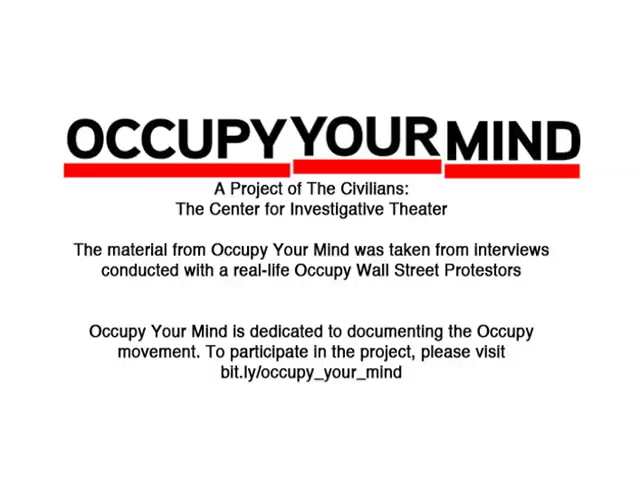 OCCUPY YOUR MIND
A Project of The Civilians:
The Center for Investigative Theater
The material from Occupy Your Mind was taken from interviews
conducted with a real-life Occupy Wall Street Protestors
Occupy Your Mind is dedicated to documenting the Occupy
movement. To participate in the project, please visit
bit.ly/occupy_your_mind